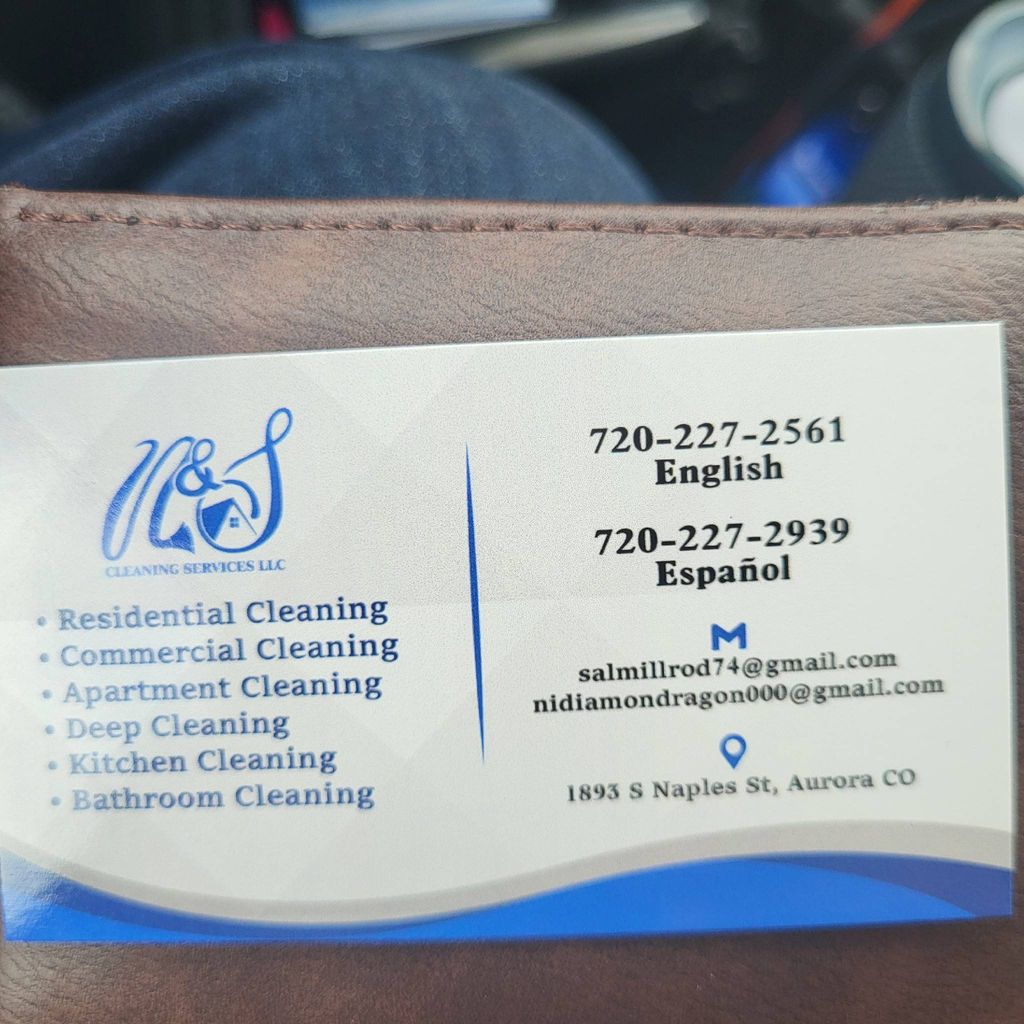 N&S
CLEANING SERVICES LLC
• Residential Cleaning
• Commercial Cleaning
• Apartment Cleaning
• Deep Cleaning
• Kitchen Cleaning
• Bathroom Cleaning
720-227-2561
English
720-227-2939
Español
salmillrod74@gmail.com
nidiamondragon000@gmail.com
1893 S Naples St, Aurora CO